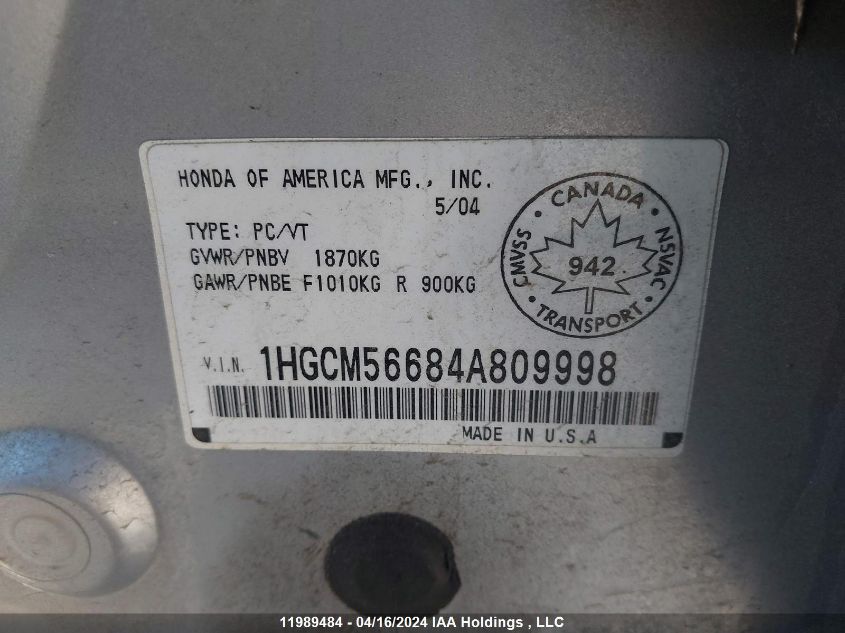 HONDA OF AMERICA MFG., INC.
5/04
TYPE: PC/VT
GVWR/PNBV 1870KG
GAWR/PNBE F1010KG R 900KG
CANADA
CMVSS
NSVAC
942
TRANSPORT
V.I.N. 1HGCM56684A809998
MADE IN U.S.A
11989484 - 04/16/2024 IAA Holdings , LLC